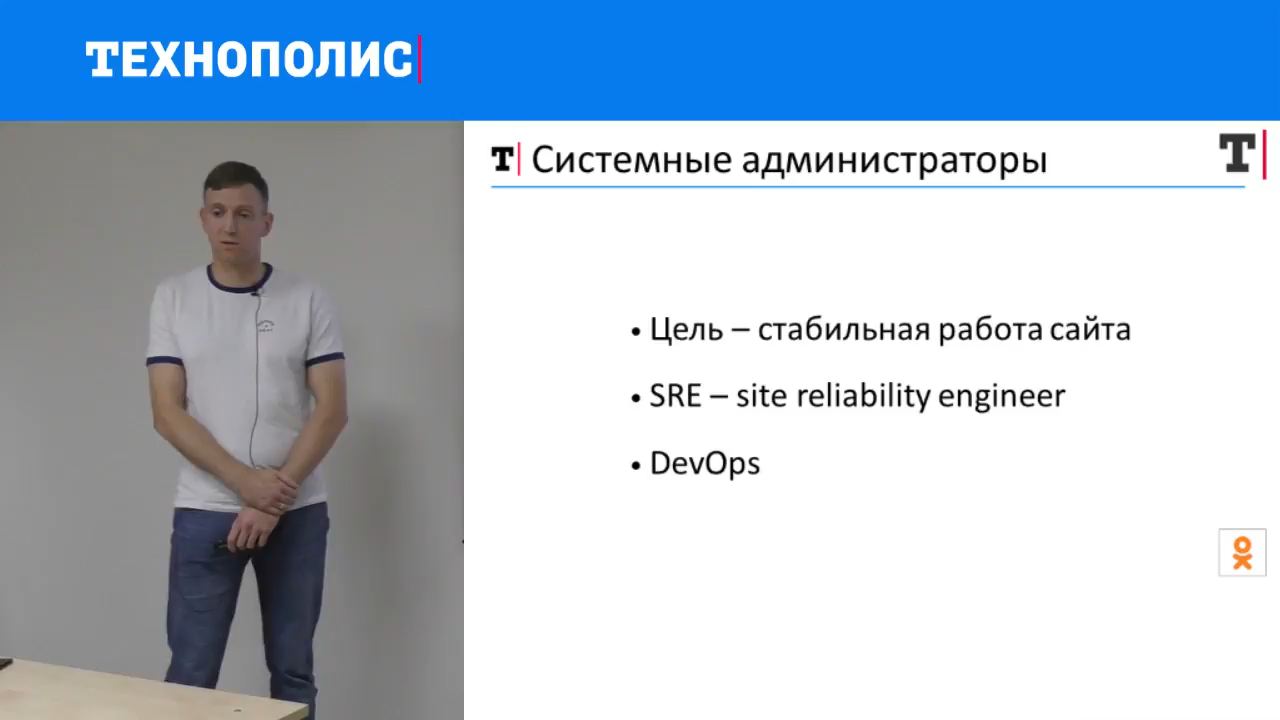 ТЕХНОПОЛИС
Т Системные администраторы
Т
• Цель – стабильная работа сайта
• SRE – site reliability engineer
• DevOps